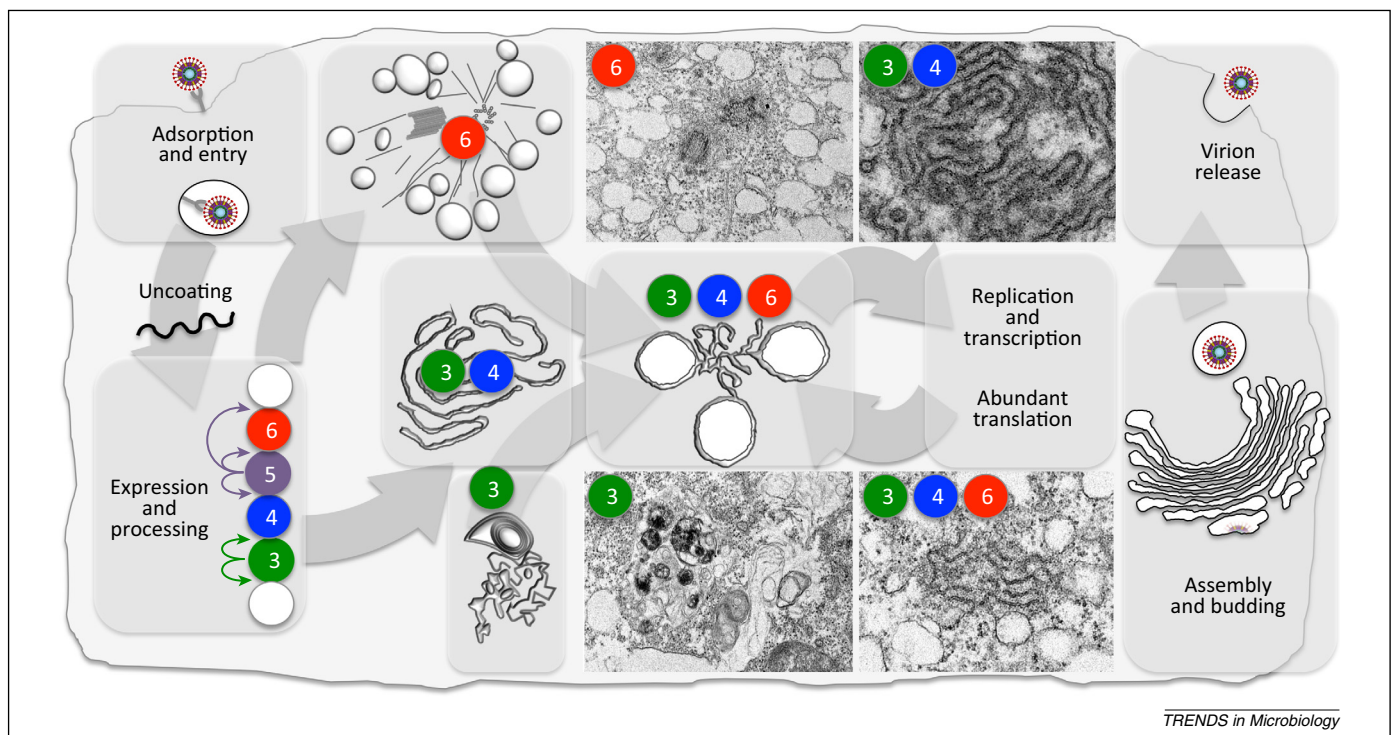 Adsorption
and entry
6
6
3 4
Virion
release
Uncoating
3 4
3 4 6
Replication
and
transcription
Abundant
translation
6
5
4
3
Expression
and
processing
3
3
3 4 6
Assembly
and budding
TRENDS in Microbiology